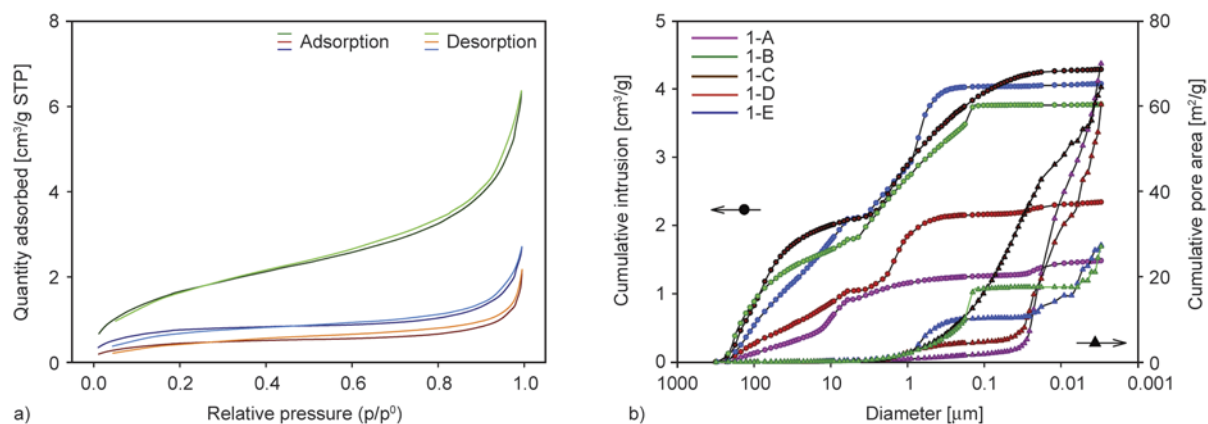 8
6
4
2
0
Quantity adsorbed [cm³/g STP]
Adsorption
Desorption
0.0 0.2 0.4 0.6 0.8 1.0
Relative pressure (p/p⁰)
a)
5
4
3
2
1
0
Cumulative intrusion [cm³/g]
1-A
1-B
1-C
1-D
1-E
80
60
40
20
0
Cumulative pore area [m²/g]
1000 100 10 1 0.1 0.01 0.001
Diameter [µm]
b)